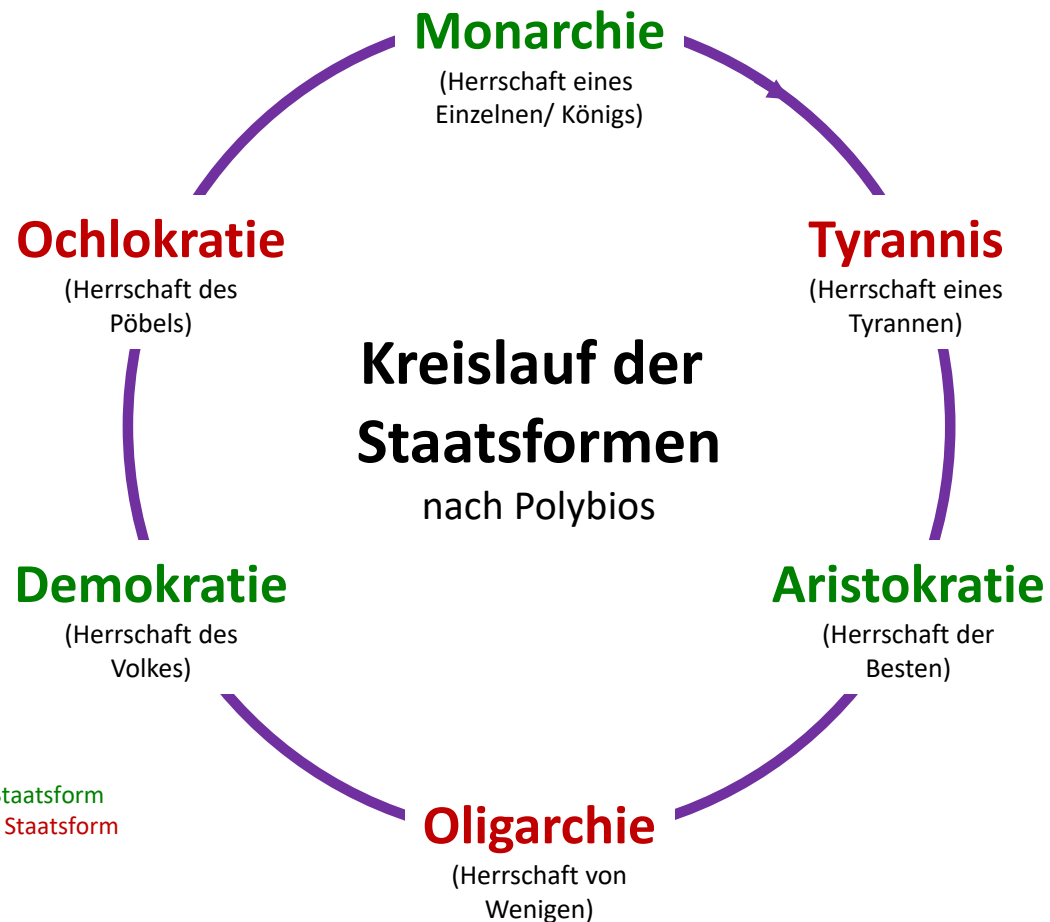 Monarchie
(Herrschaft eines
Einzelnen/ Königs)
Ochlokratie
(Herrschaft des
Pöbels)
Tyrannis
(Herrschaft eines
Tyrannen)
Kreislauf der
Staatsformen
nach Polybios
Demokratie
(Herrschaft des
Volkes)
Aristokratie
(Herrschaft der
Besten)
Staatsform
Staatsform
Oligarchie
(Herrschaft von
Wenigen)